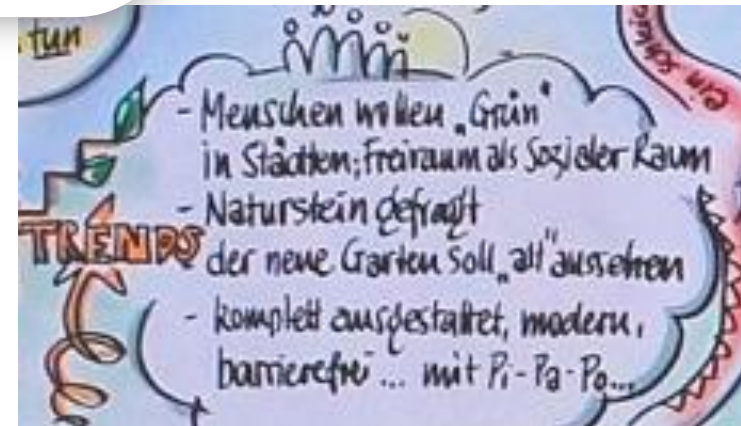 tun
ein
- Menschen wollen „Grün"
in Städten; Freiraum als Sozialer Raum
- Naturstein gefragt
TRENDS
der neue Garten soll „alt" aussehen
- komplett ausgestaltet, modern,
barrierefrei ... mit Pi-Pa-Po...